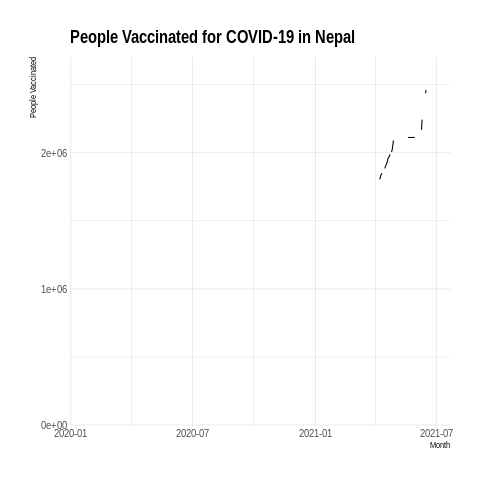 People Vaccinated for COVID-19 in Nepal
People Vaccinated
2e+06
1e+06
0e+00
2020-01
2020-07
2021-01
2021-07
Month